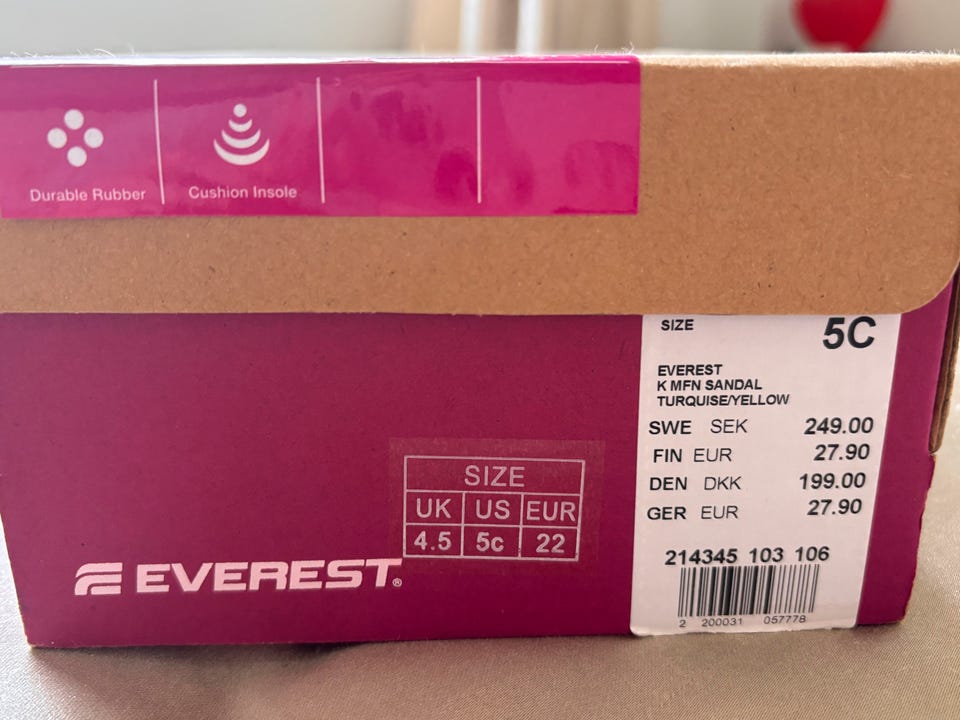 Durable Rubber
Cushion Insole
SIZE 5C
EVEREST
K MFN SANDAL
TURQUISE/YELLOW
SWE SEK 249.00
FIN EUR 27.90
DEN DKK 199.00
GER EUR 27.90
214345 103 106
2 200031 057778
SIZE
UK US EUR
4.5 5c 22
EVEREST®